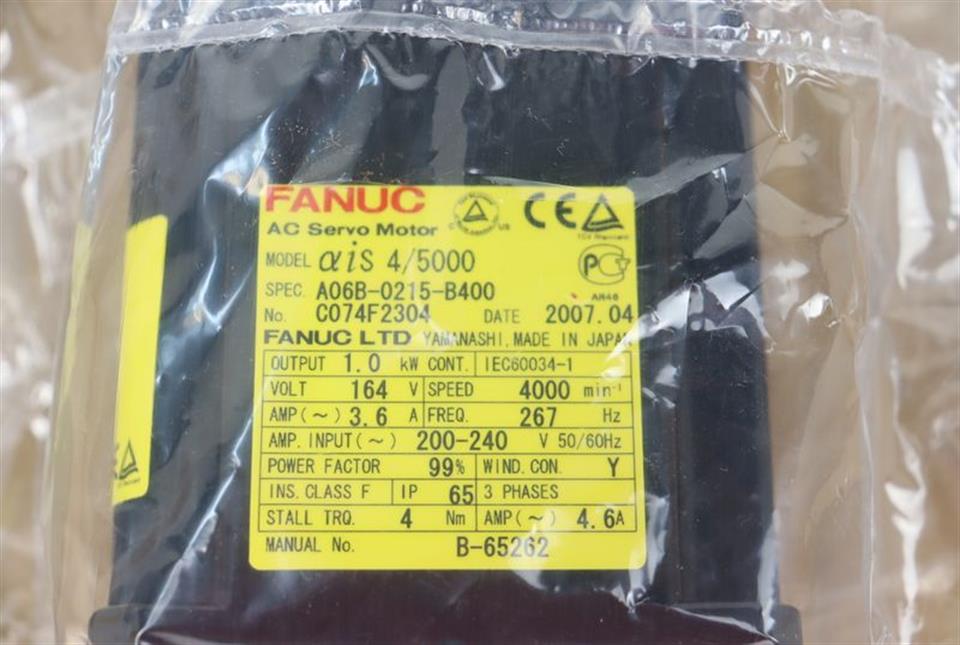 FANUC
AC Servo Motor
MODEL αiS 4/5000
SPEC. A06B-0215-B400
No. C074F2304 DATE 2007.04
FANUC LTD YAMANASHI, MADE IN JAPAN
OUTPUT 1.0 kW CONT. IEC60034-1
VOLT 164 V SPEED 4000 min⁻¹
AMP(~) 3.6 A FREQ. 267 Hz
AMP. INPUT(~) 200-240 V 50/60Hz
POWER FACTOR 99% WIND. CON. Y
INS. CLASS F IP 65 3 PHASES
STALL TRQ. 4 Nm AMP(~) 4.6A
MANUAL No. B-65262
CE
US